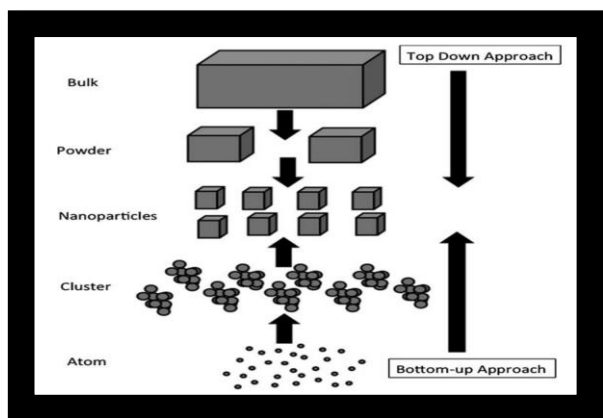 Top Down Approach
Bulk
Powder
Nanoparticles
Cluster
Atom
Bottom-up Approach